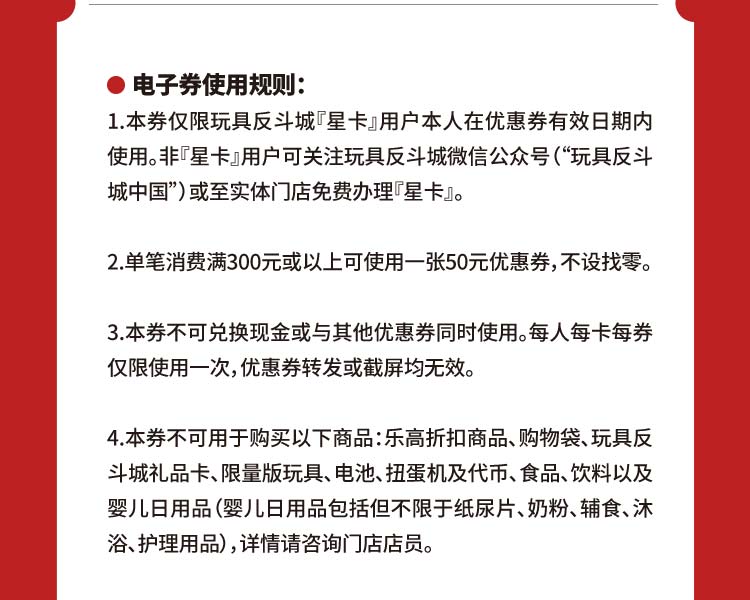 电子券使用规则：
1.本券仅限玩具反斗城『星卡』用户本人在优惠券有效日期内
使用。非『星卡』用户可关注玩具反斗城微信公众号（“玩具反斗
城中国”）或至实体门店免费办理『星卡』。
2.单笔消费满300元或以上可使用一张50元优惠券，不设找零。
3.本券不可兑换现金或与其他优惠券同时使用。每人每卡每券
仅限使用一次，优惠券转发或截屏均无效。
4.本券不可用于购买以下商品：乐高折扣商品、购物袋、玩具反
斗城礼品卡、限量版玩具、电池、扭蛋机及代币、食品、饮料以及
婴儿日用品（婴儿日用品包括但不限于纸尿片、奶粉、辅食、沐
浴、护理用品），详情请咨询门店店员。